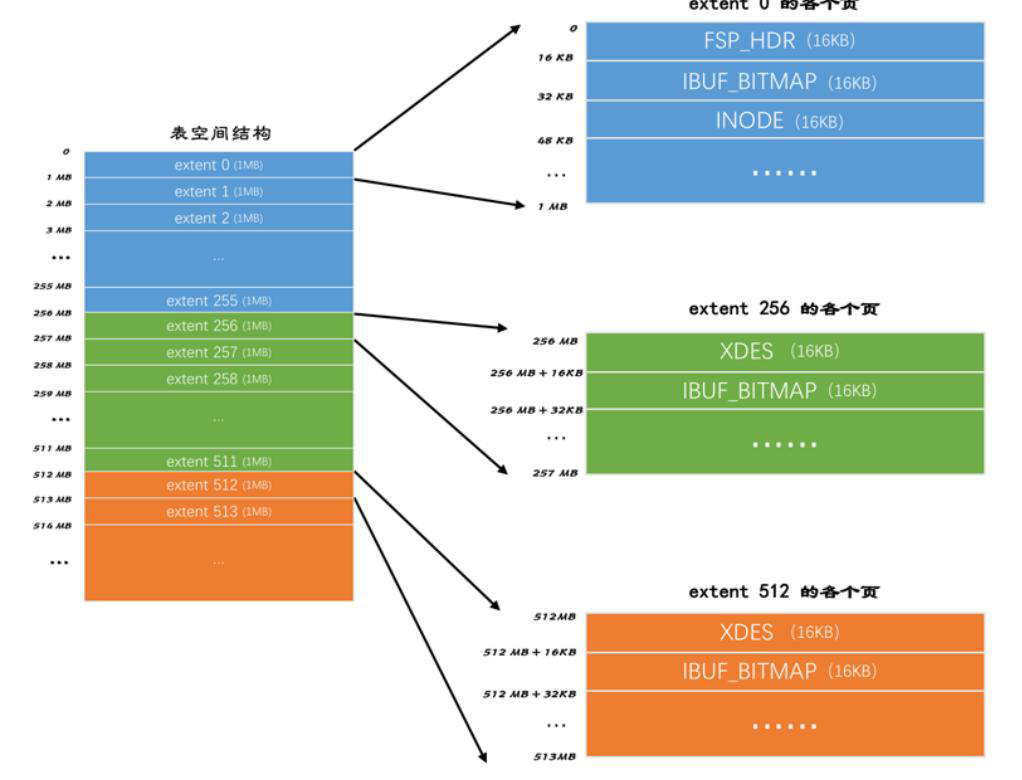 extent 0 的各个页
0
FSP_HDR (16KB)
16 KB
IBUF_BITMAP (16KB)
32 KB
INODE (16KB)
48 KB
...
......
1 MB
表空间结构
0
extent 0 (1MB)
1 MB
extent 1 (1MB)
2 MB
extent 2 (1MB)
3 MB
...
...
255 MB
extent 255 (1MB)
256 MB
extent 256 (1MB)
257 MB
extent 257 (1MB)
258 MB
extent 258 (1MB)
259 MB
...
...
511 MB
extent 511 (1MB)
512 MB
extent 512 (1MB)
513 MB
extent 513 (1MB)
514 MB
...
...
extent 256 的各个页
256 MB
XDES (16KB)
256 MB + 16KB
IBUF_BITMAP (16KB)
256 MB + 32KB
...
......
257 MB
extent 512 的各个页
512MB
XDES (16KB)
512 MB + 16KB
IBUF_BITMAP (16KB)
512 MB + 32KB
...
......
513MB